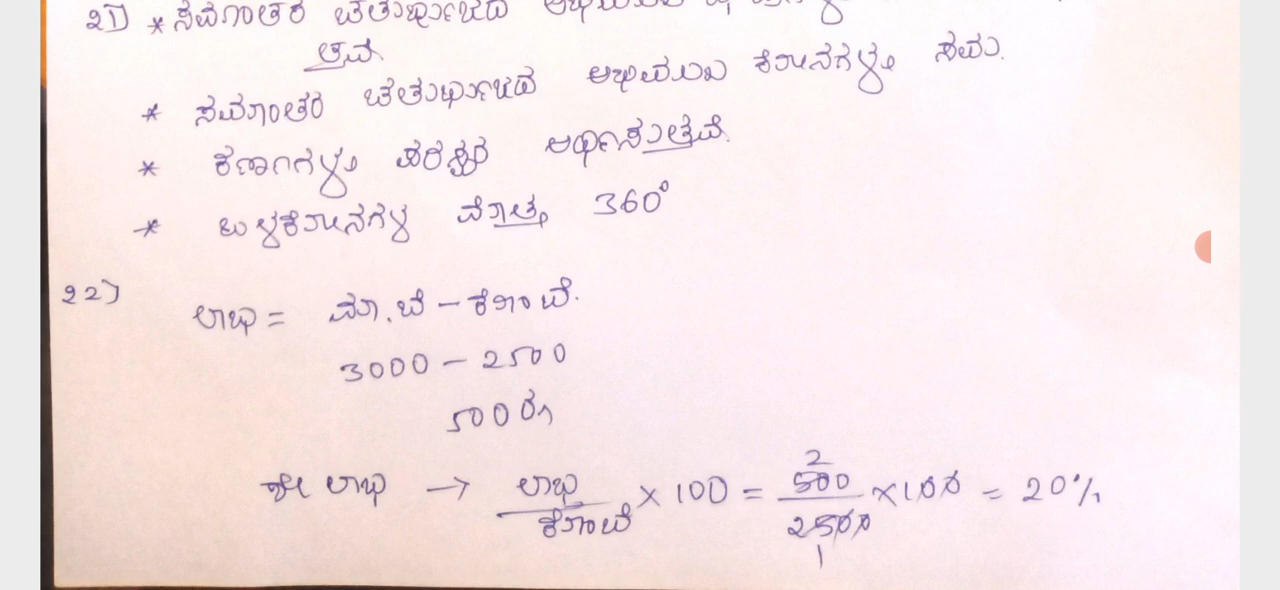 21) * ಸಮಾಂತರ ಚತುರ್ಭುಜದ
* ಸಮಾಂತರ ಚತುರ್ಭುಜದ ಅಭಿಮುಖ ಕೋನಗಳು ಸಮ.
* ಕರ್ಣಗಳು ಪರಸ್ಪರ ಅರ್ಧಿಸುತ್ತವೆ.
* ಒಳಕೋನಗಳ ಮೊತ್ತ 360°
22)
ಲಾಭ = ಮಾ.ಬೆ - ಕೊಂ ಬೆ.
3000 - 2500
500 ರೂ
ಶೇ ಲಾಭ → ಲಾಭ/ಕೊಂಬೆ × 100 = 500/2500 × 100 = 20%